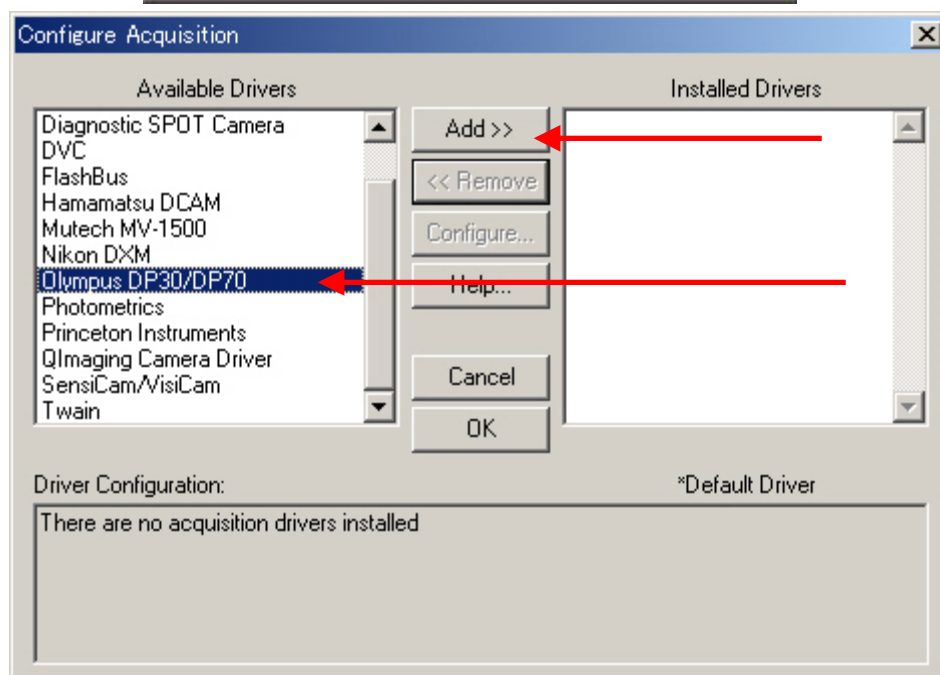 Configure Acquisition
Available Drivers
Installed Drivers
Diagnostic SPOT Camera
DVC
FlashBus
Hamamatsu DCAM
Mutech MV-1500
Nikon DXM
Olympus DP30/DP70
Photometrics
Princeton Instruments
QImaging Camera Driver
SensiCam/VisiCam
Twain
Add >>
<< Remove
Configure...
Help...
Cancel
OK
Driver Configuration:
*Default Driver
There are no acquisition drivers installed